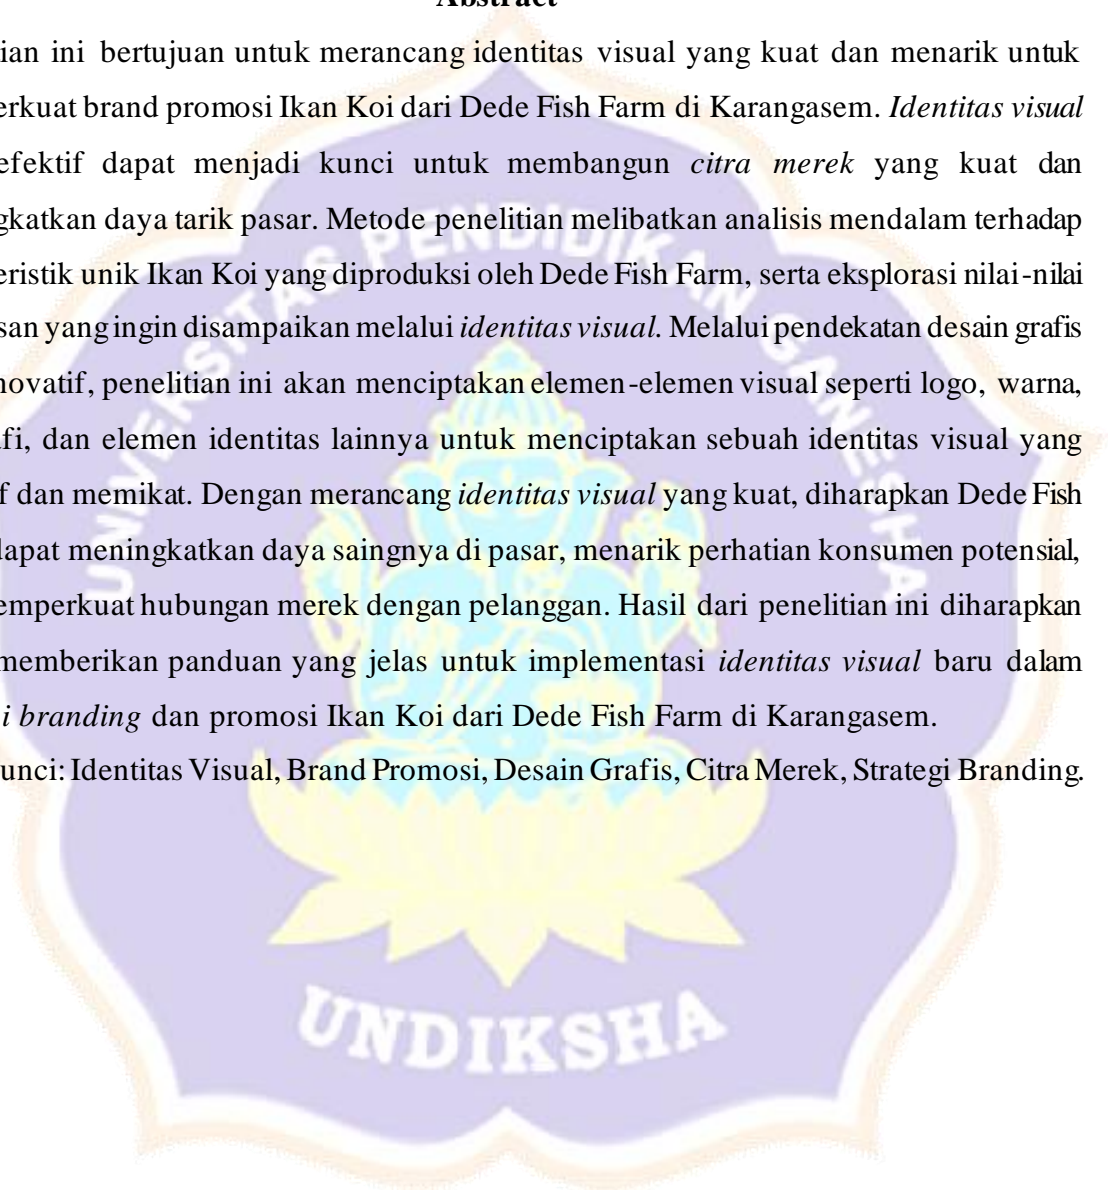 Abstract
ian ini bertujuan untuk merancang identitas visual yang kuat dan menarik untuk
erkuat brand promosi Ikan Koi dari Dede Fish Farm di Karangasem. Identitas visual
efektif dapat menjadi kunci untuk membangun citra merek yang kuat dan
gkatkan daya tarik pasar. Metode penelitian melibatkan analisis mendalam terhadap
eristik unik Ikan Koi yang diproduksi oleh Dede Fish Farm, serta eksplorasi nilai-nilai
san yang ingin disampaikan melalui identitas visual. Melalui pendekatan desain grafis
novatif, penelitian ini akan menciptakan elemen-elemen visual seperti logo, warna,
fi, dan elemen identitas lainnya untuk menciptakan sebuah identitas visual yang
f dan memikat. Dengan merancang identitas visual yang kuat, diharapkan Dede Fish
dapat meningkatkan daya saingnya di pasar, menarik perhatian konsumen potensial,
emperkuat hubungan merek dengan pelanggan. Hasil dari penelitian ini diharapkan
memberikan panduan yang jelas untuk implementasi identitas visual baru dalam
i branding dan promosi Ikan Koi dari Dede Fish Farm di Karangasem.
unci: Identitas Visual, Brand Promosi, Desain Grafis, Citra Merek, Strategi Branding.
UNIVERSITAS PENDIDIKAN GANESHA
UNDIKSHA